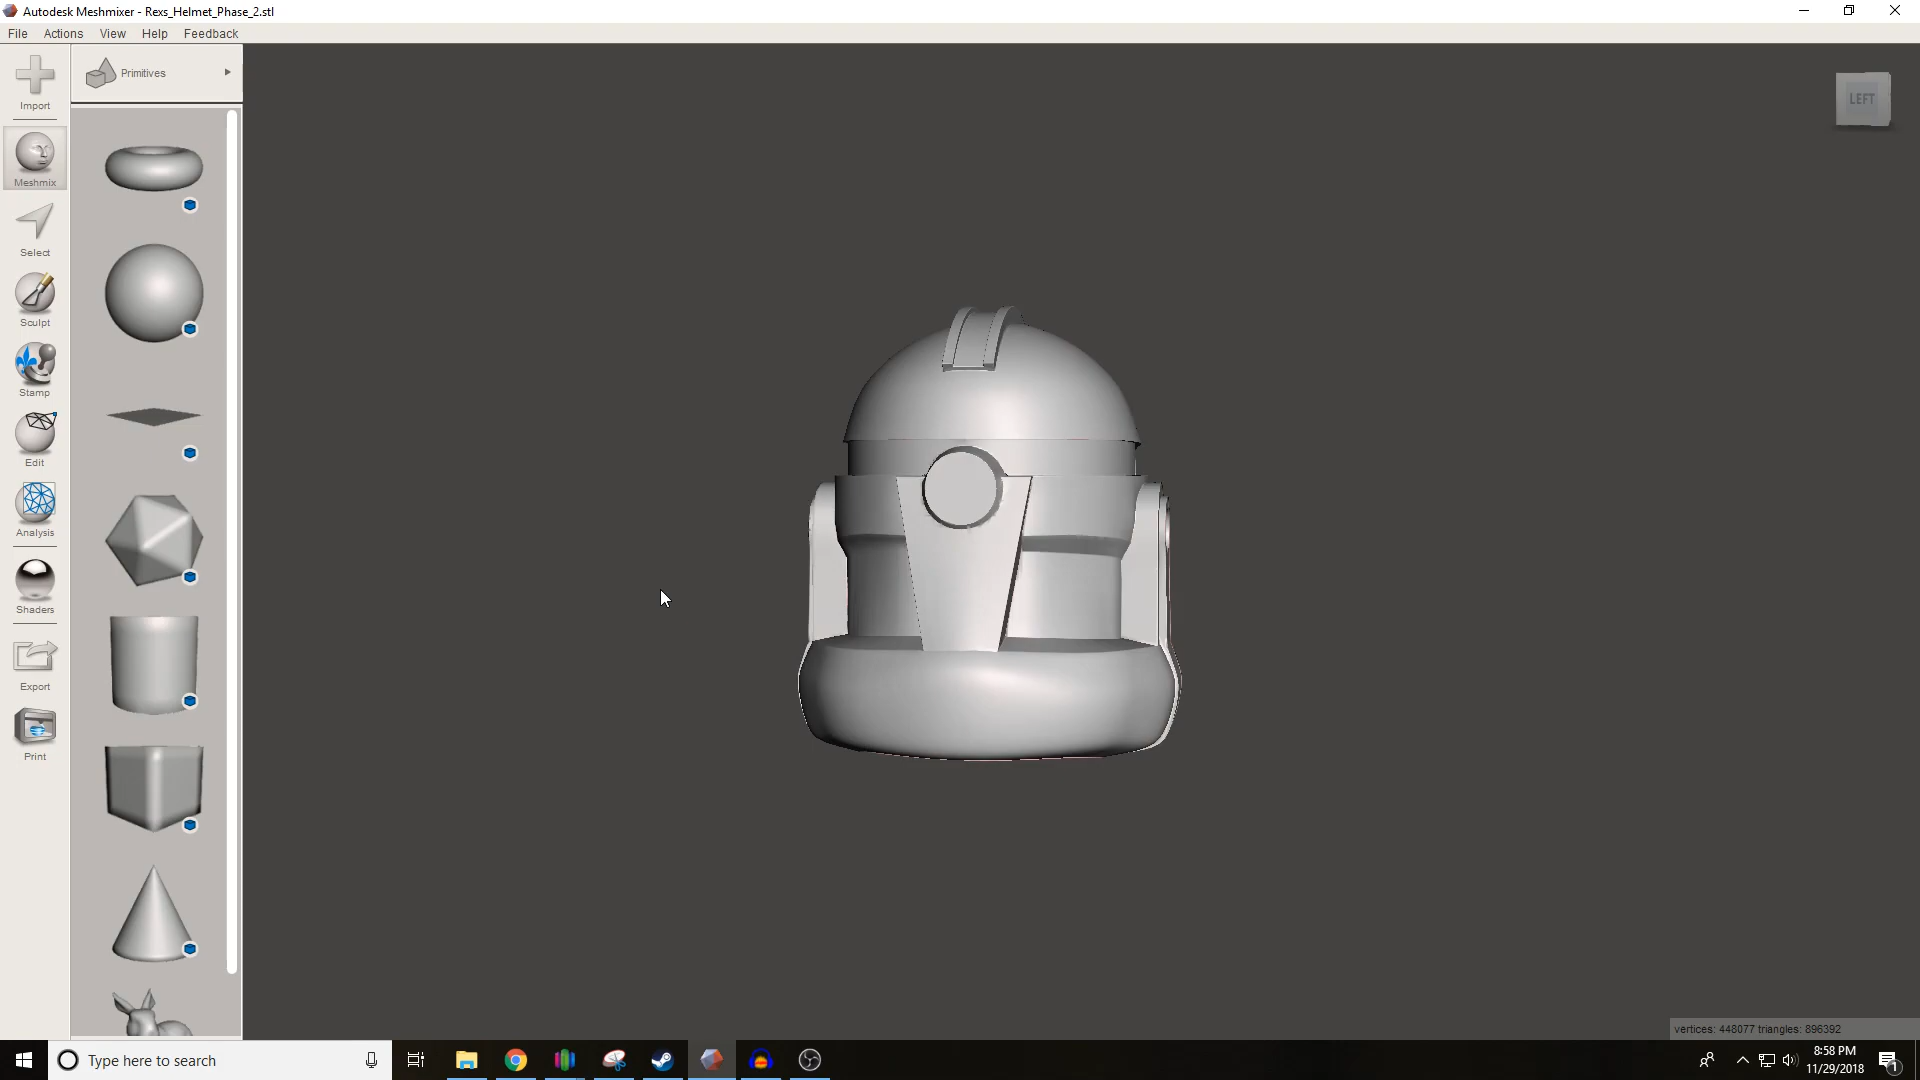 Autodesk Meshmixer - Rexs_Helmet_Phase_2.stl
File Actions View Help Feedback
Import
Primitives
LEFT
Meshmix
Select
Sculpt
Stamp
Edit
Analysis
Shaders
Export
Print
vertices: 448077 triangles: 896392
Type here to search
8:58 PM
11/29/2018
1